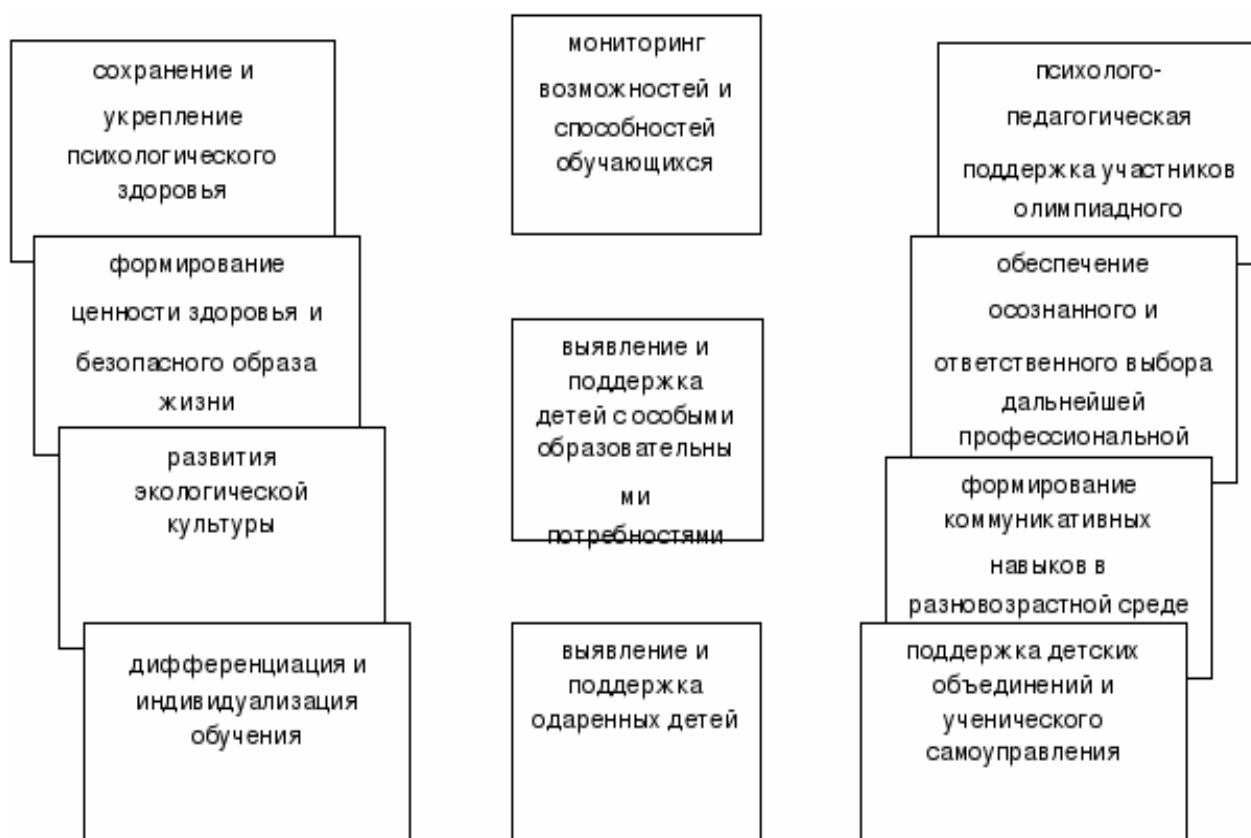 сохранение и
укрепление
психологического
здоровья
формирование
ценности здоровья и
безопасного образа
жизни
развития
экологической
культуры
дифференциация и
индивидуализация
обучения
мониторинг
возможностей и
способностей
обучающихся
выявление и
поддержка
детей с особыми
образовательны
ми
потребностями
выявление и
поддержка
одаренных детей
психолого-
педагогическая
поддержка участников
олимпиадного
обеспечение
осознанного и
ответственного выбора
дальнейшей
профессиональной
формирование
коммуникативных
навыков в
разновозрастной среде
поддержка детских
объединений и
ученического
самоуправления